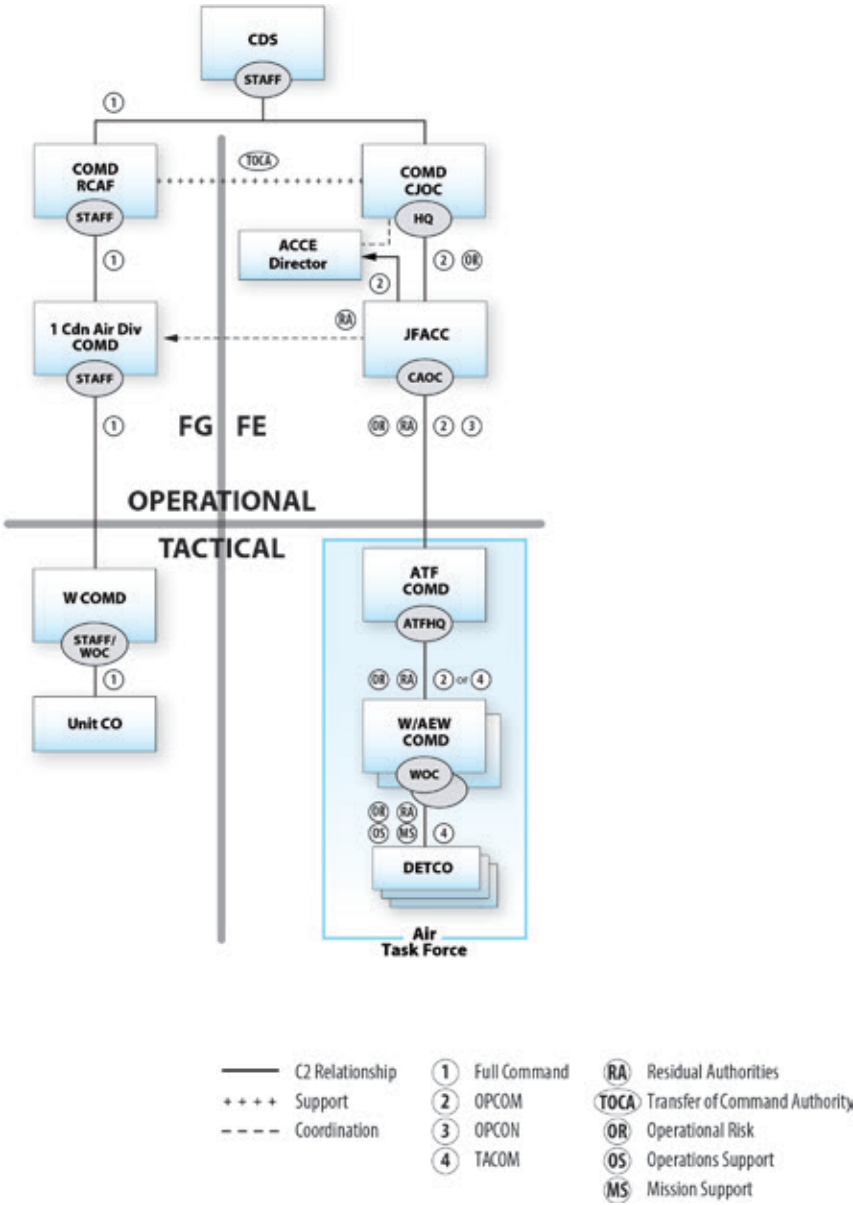 CDS
STAFF
1
COMD
RCAF
STAFF
TOCA
COMD
CJOC
HQ
ACCE
Director
1
2
2 OR
1 Cdn Air Div
COMD
STAFF
RA
JFACC
CAOC
1
FG FE
OR RA 2 3
OPERATIONAL
TACTICAL
W COMD
STAFF/
WOC
1
Unit CO
ATF
COMD
ATFHQ
OR RA 2 or 4
W/AEW
COMD
WOC
OR RA
OS MS 4
DETCO
Air
Task Force
C2 Relationship
++++ Support
---- Coordination
1 Full Command
2 OPCOM
3 OPCON
4 TACOM
RA Residual Authorities
TOCA Transfer of Command Authority
OR Operational Risk
OS Operations Support
MS Mission Support